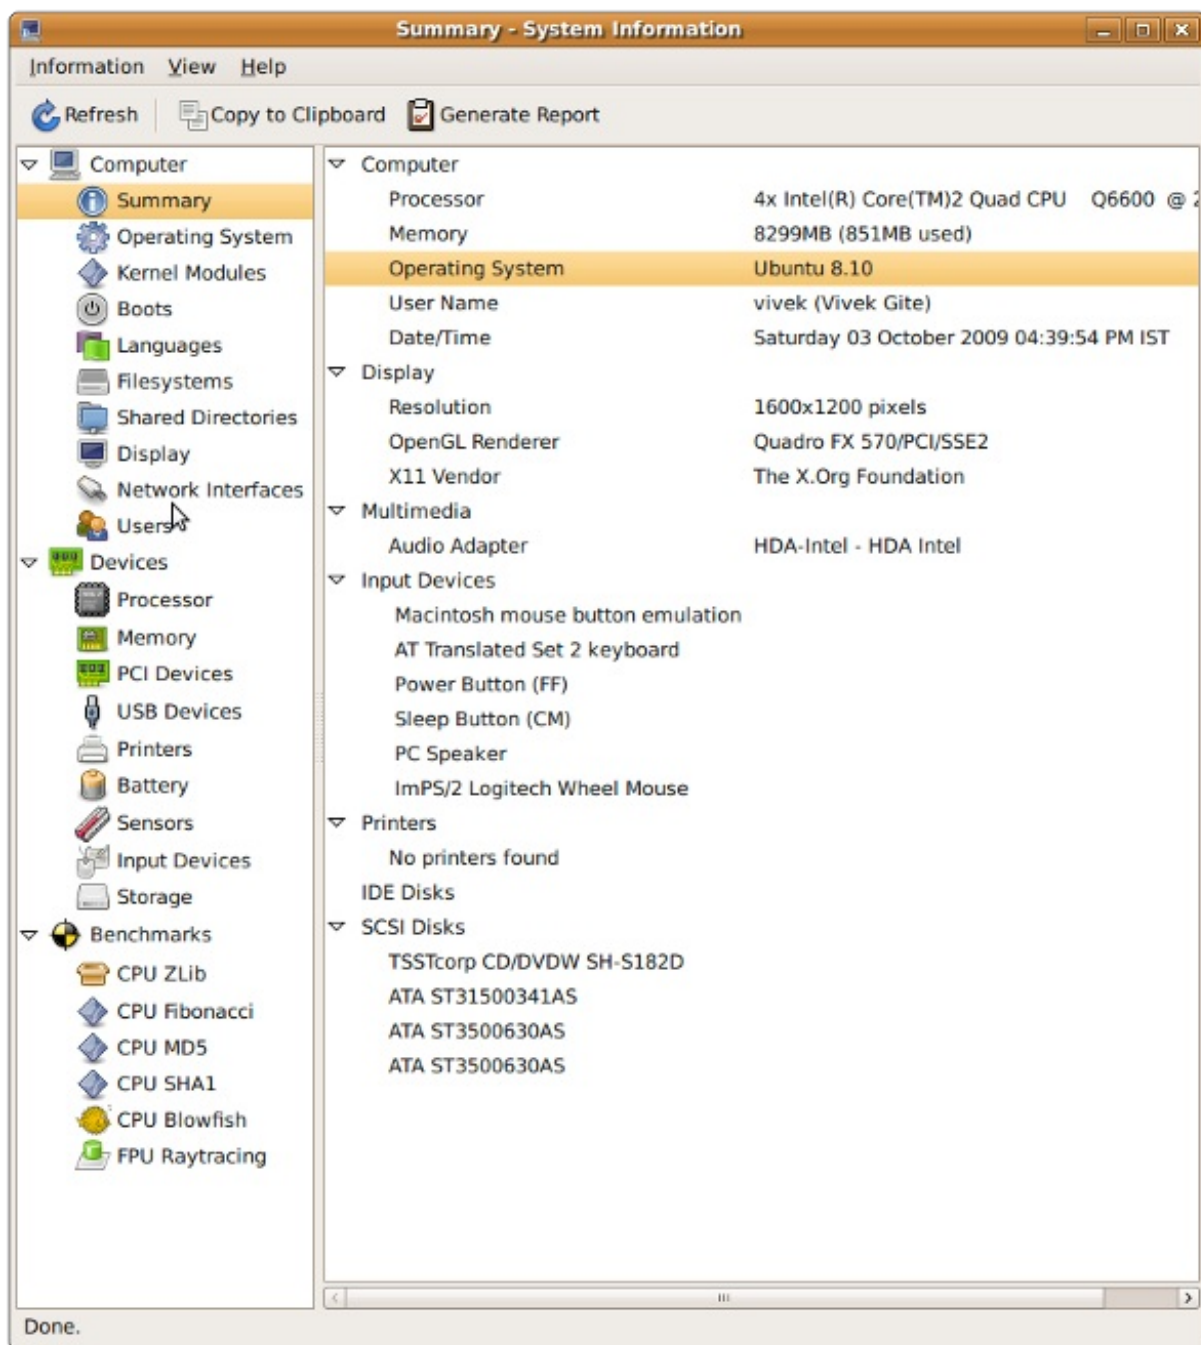 Summary - System Information
Information View Help
Refresh Copy to Clipboard Generate Report
Computer
Summary
Operating System
Kernel Modules
Boots
Languages
Filesystems
Shared Directories
Display
Network Interfaces
Users
Devices
Processor
Memory
PCI Devices
USB Devices
Printers
Battery
Sensors
Input Devices
Storage
Benchmarks
CPU ZLib
CPU Fibonacci
CPU MD5
CPU SHA1
CPU Blowfish
FPU Raytracing
Computer
Processor 4x Intel(R) Core(TM)2 Quad CPU Q6600 @
Memory 8299MB (851MB used)
Operating System Ubuntu 8.10
User Name vivek (Vivek Gite)
Date/Time Saturday 03 October 2009 04:39:54 PM IST
Display
Resolution 1600x1200 pixels
OpenGL Renderer Quadro FX 570/PCI/SSE2
X11 Vendor The X.Org Foundation
Multimedia
Audio Adapter HDA-Intel - HDA Intel
Input Devices
Macintosh mouse button emulation
AT Translated Set 2 keyboard
Power Button (FF)
Sleep Button (CM)
PC Speaker
ImPS/2 Logitech Wheel Mouse
Printers
No printers found
IDE Disks
SCSI Disks
TSSTcorp CD/DVDW SH-S182D
ATA ST31500341AS
ATA ST3500630AS
ATA ST3500630AS
Done.